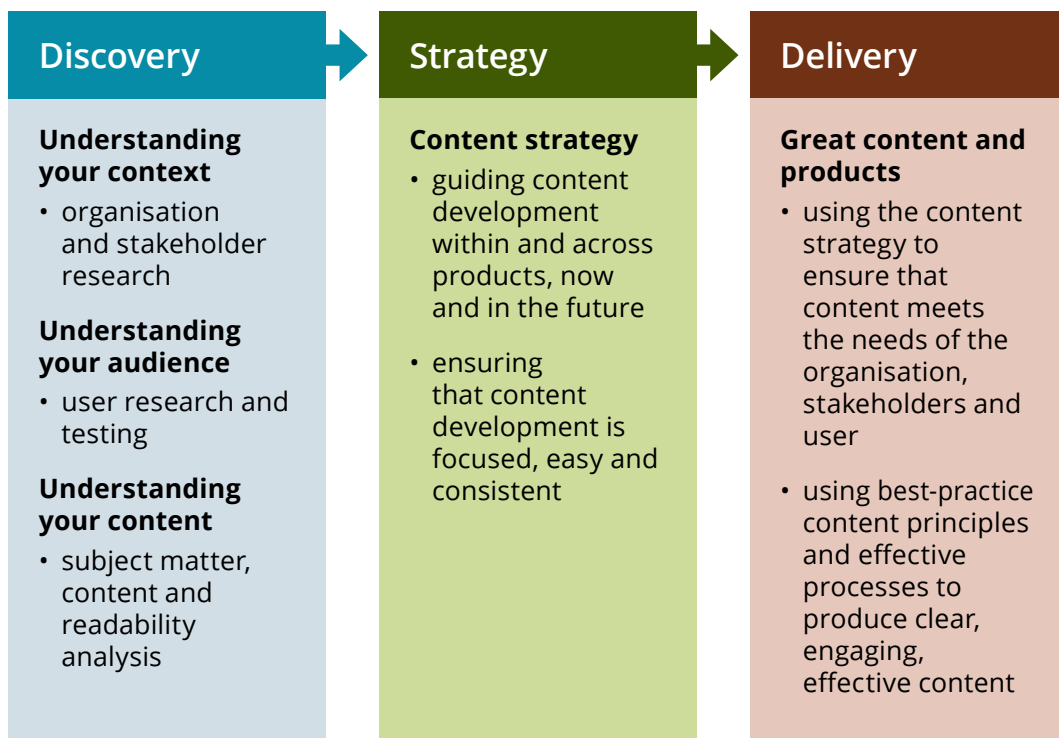 Discovery
Understanding
your context
• organisation
and stakeholder
research
Understanding
your audience
• user research and
testing
Understanding
your content
• subject matter,
content and
readability
analysis
Strategy
Content strategy
• guiding content
development
within and across
products, now
and in the future
• ensuring
that content
development is
focused, easy and
consistent
Delivery
Great content and
products
• using the content
strategy to
ensure that
content meets
the needs of the
organisation,
stakeholders and
user
• using best-practice
content principles
and effective
processes to
produce clear,
engaging,
effective content